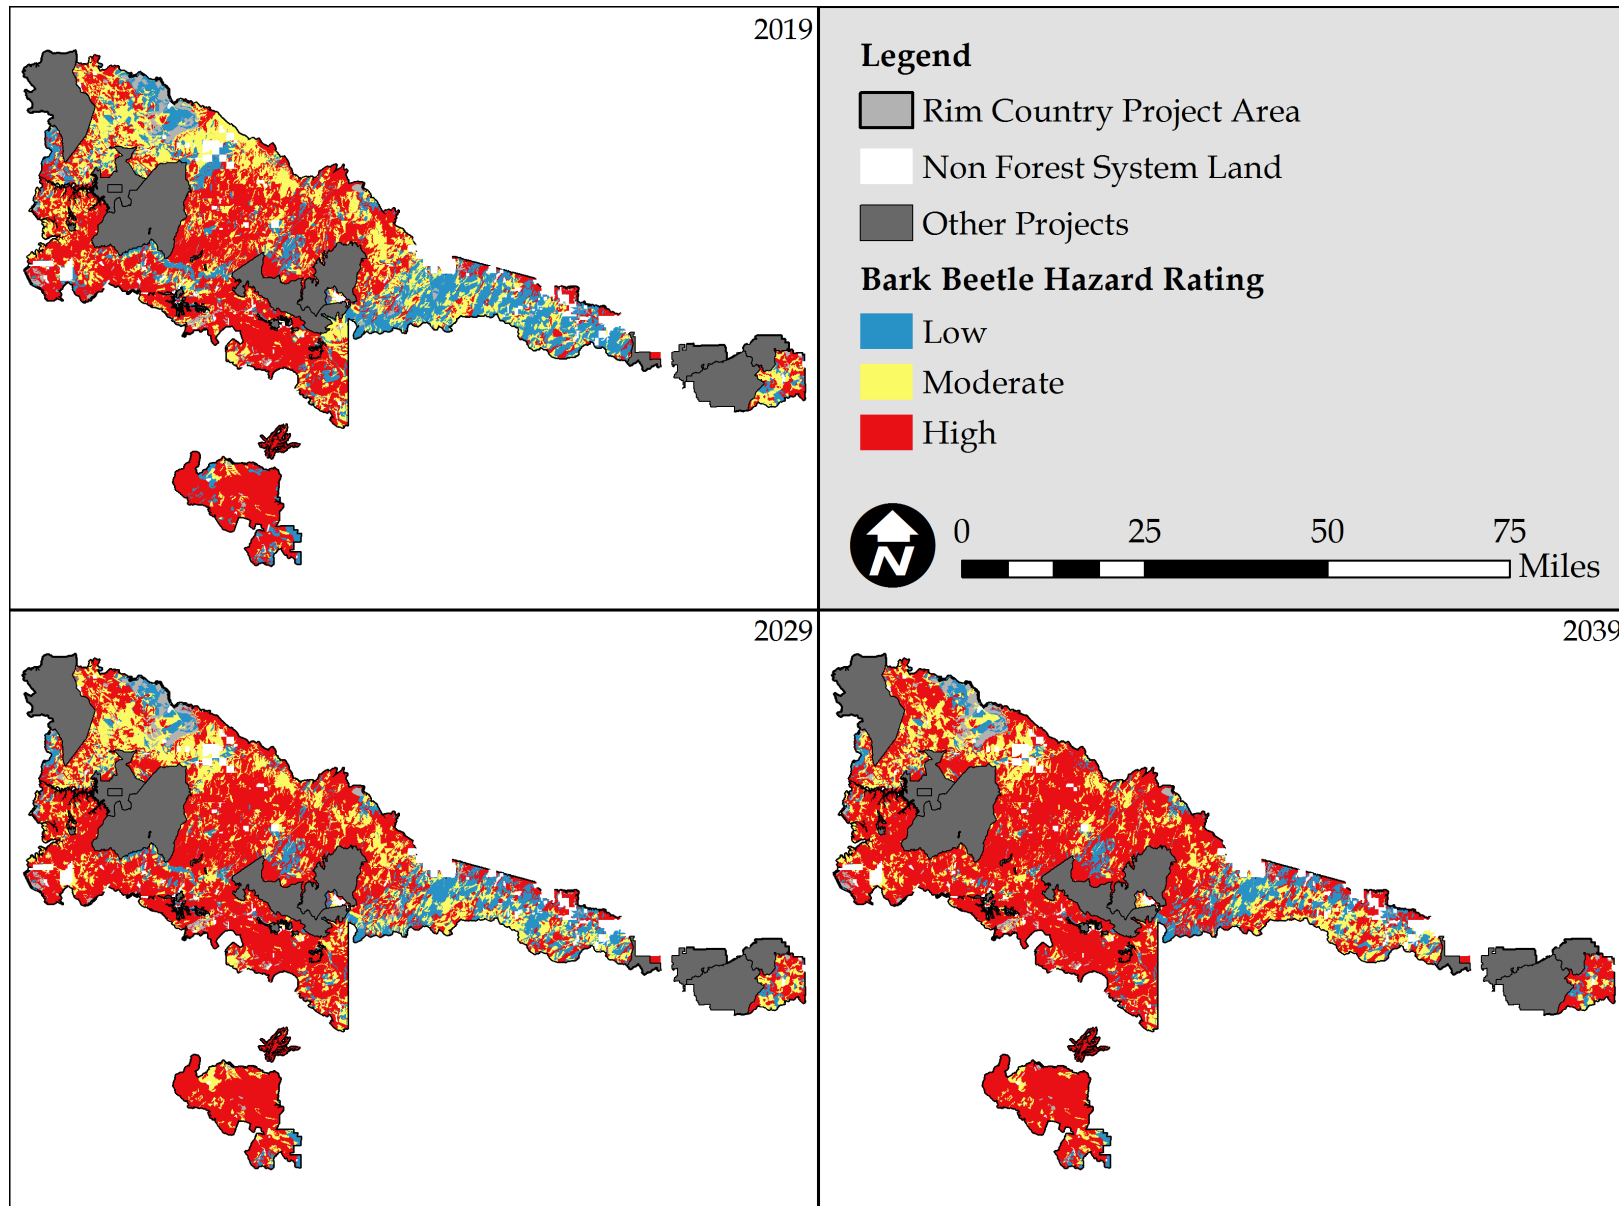 2019
Legend
Rim Country Project Area
Non Forest System Land
Other Projects
Bark Beetle Hazard Rating
Low
Moderate
High
N
0 25 50 75
Miles
2029
2039